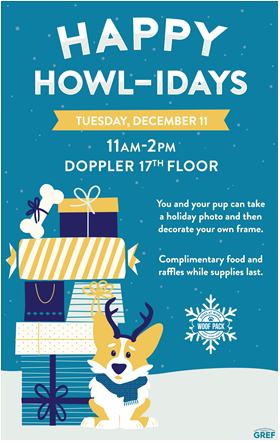 HAPPY
HOWL–IDAYS
TUESDAY, DECEMBER 11
11AM-2PM
DOPPLER 17TH FLOOR
You and your pup can take
a holiday photo and then
decorate your own frame.
Complimentary food and
raffles while supplies last.
WOOF PACK
GREF